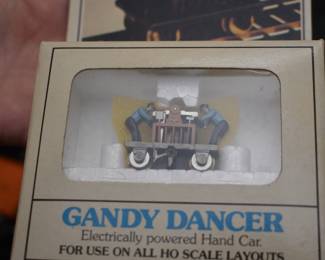 GANDY DANCER
Electrically powered Hand Car.
FOR USE ON ALL HO SCALE LAYOUTS